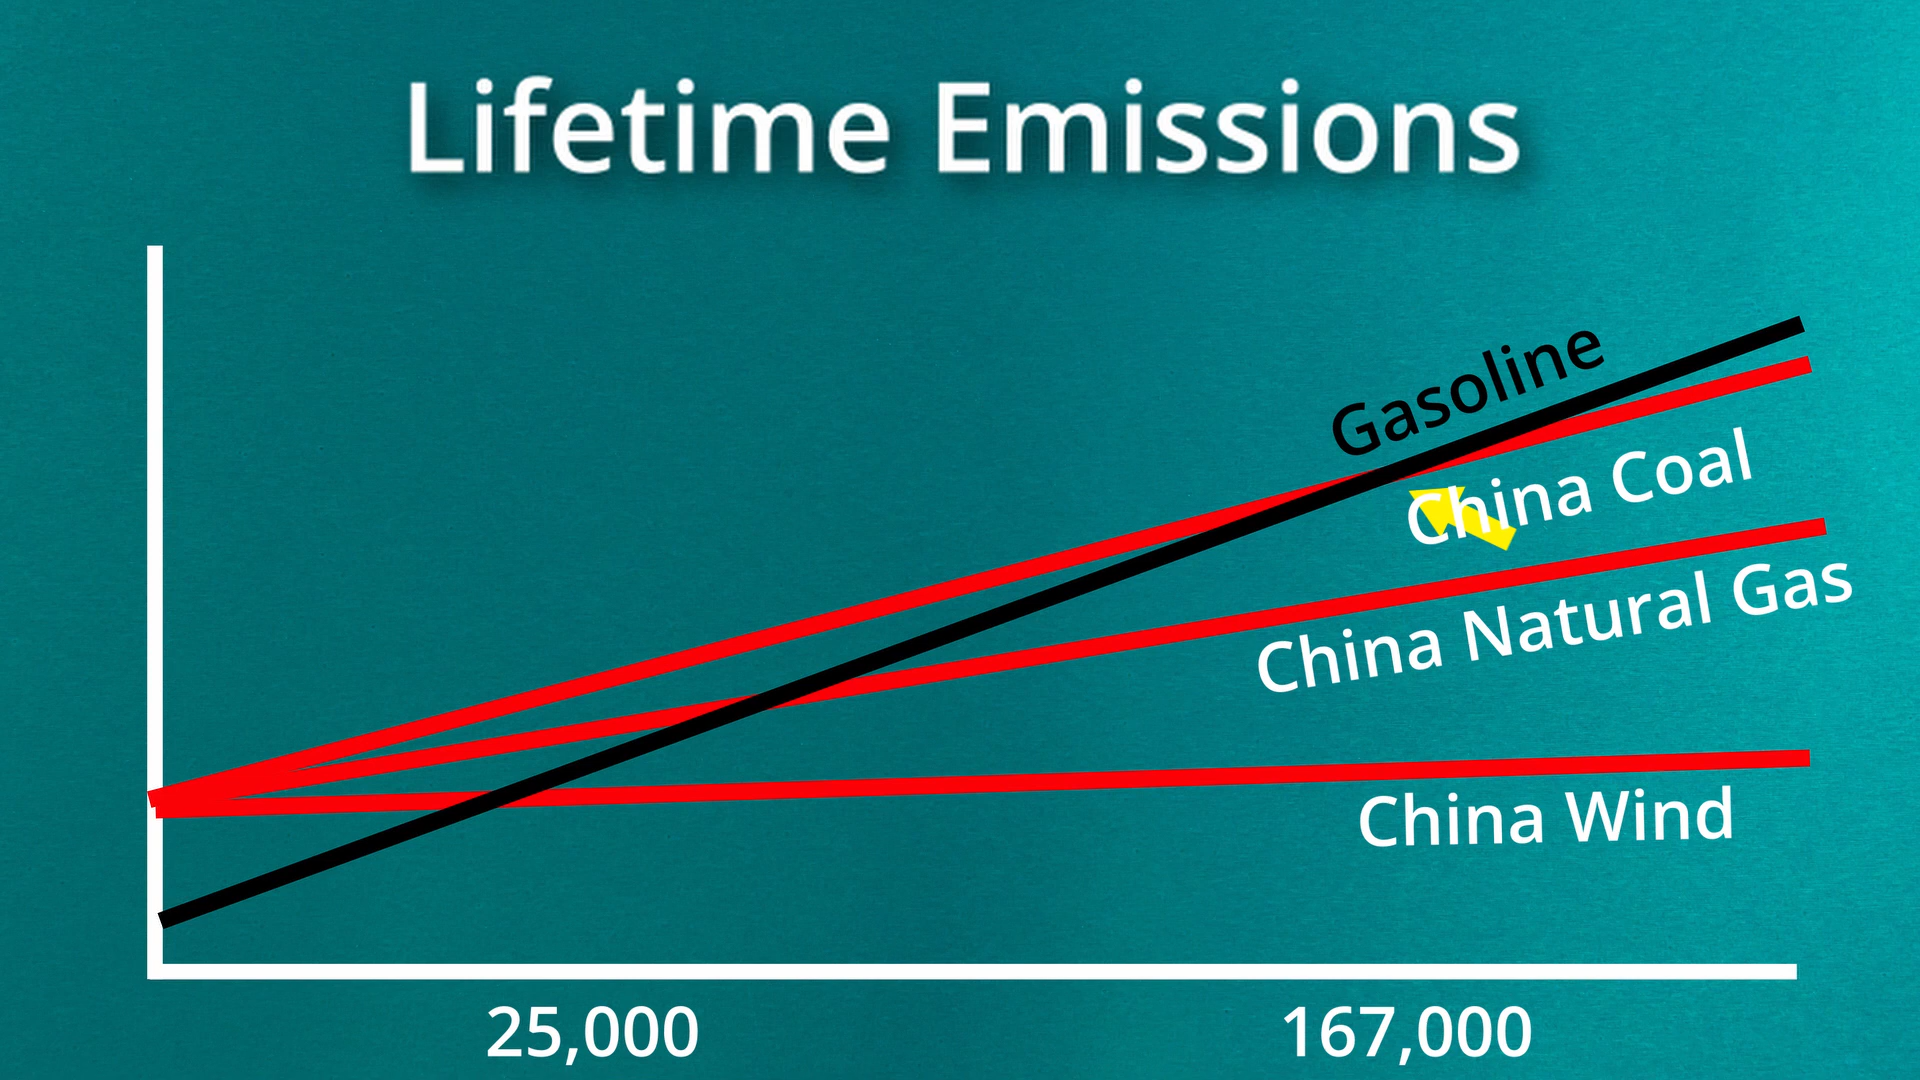 Lifetime Emissions
Gasoline
China Coal
China Natural Gas
China Wind
25,000
167,000